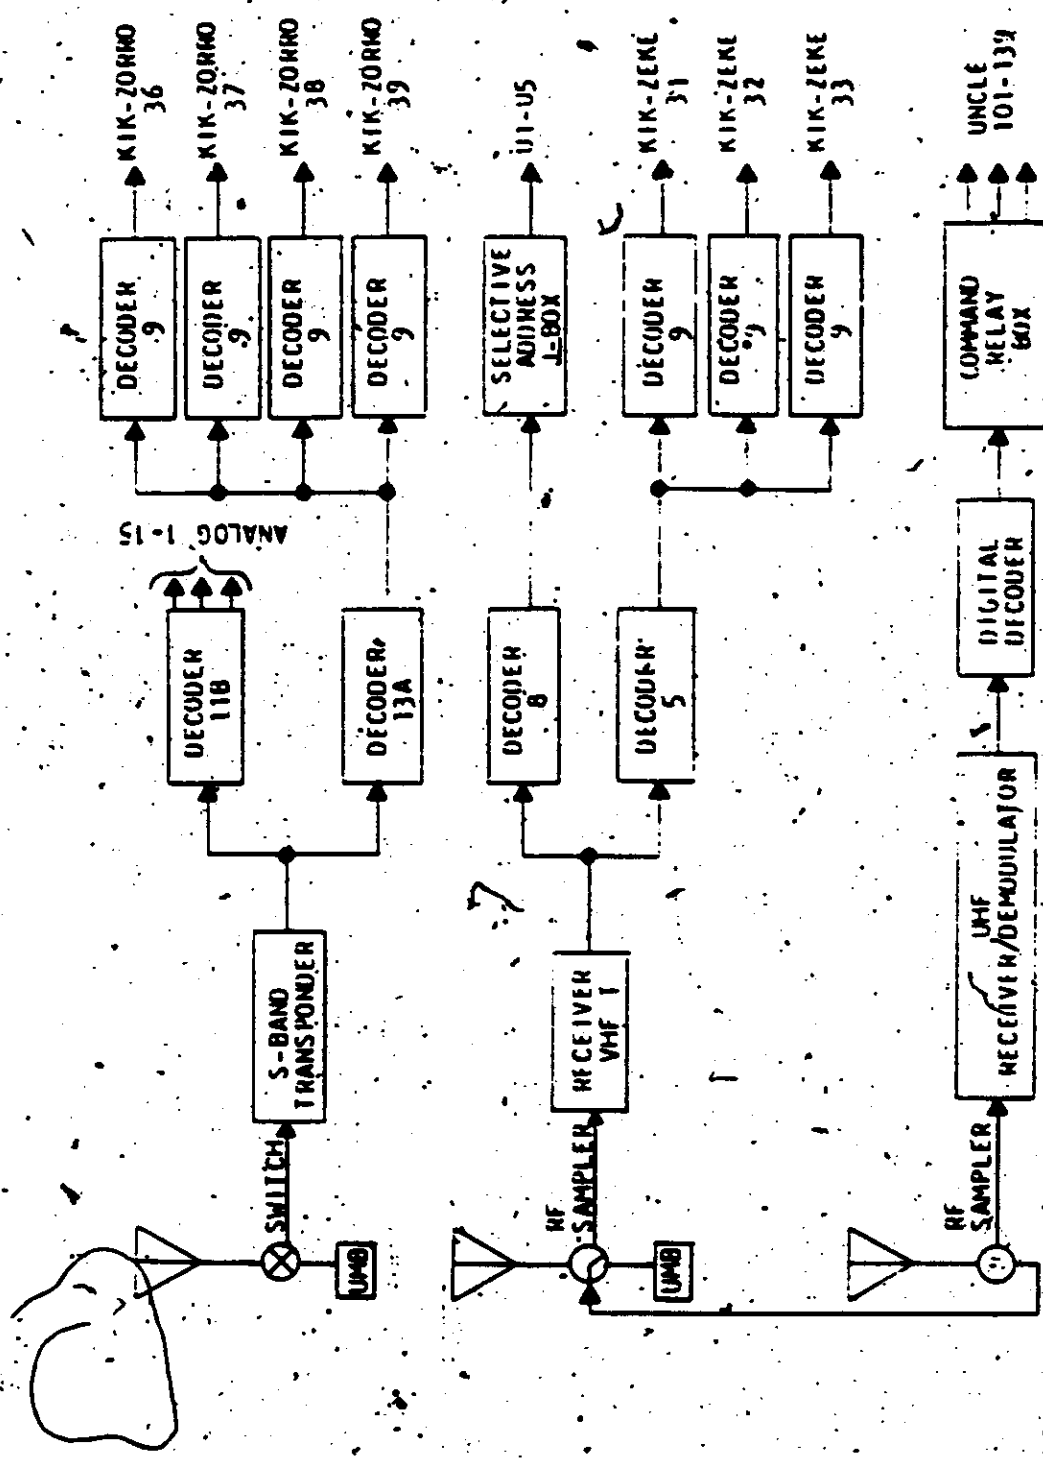 KIK-ZORRO
36
KIK-ZORRO
37
KIK-ZORRO
38
KIK-ZORRO
39
U1-U5
KIK-ZEKE
31
KIK-ZEKE
32
KIK-ZEKE
33
UNCLE
101-139
DECODER
9
DECODER
9
DECODER
9
DECODER
9
SELECTIVE
ADDRESS
J-BOX
DECODER
9
DECODER
9
DECODER
9
COMMAND
RELAY
BOX
ANALOG 1-15
DECODER
11B
DECODER
13A
DECODER
8
DECODER
5
DIGITAL
DECODER
S-BAND
TRANSPONDER
RECEIVER
VHF 1
UHF
RECEIVER/DEMODULATOR
SWITCH
RF
SAMPLER
RF
SAMPLER
UMB
UMB